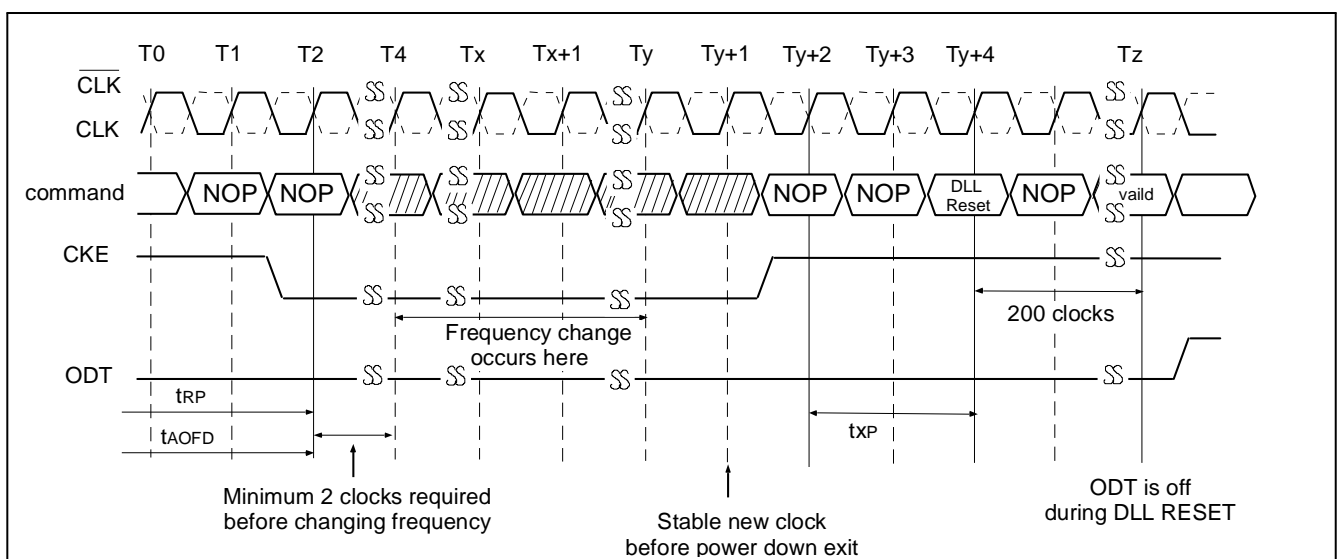 T0 T1 T2 T4 Tx Tx+1 Ty Ty+1 Ty+2 Ty+3 Ty+4 Tz
CLK
CLK
command
NOP NOP NOP NOP DLL Reset NOP vaild
CKE
200 clocks
Frequency change
occurs here
ODT
tRP
tAOFD
tXP
Minimum 2 clocks required
before changing frequency
Stable new clock
before power down exit
ODT is off
during DLL RESET